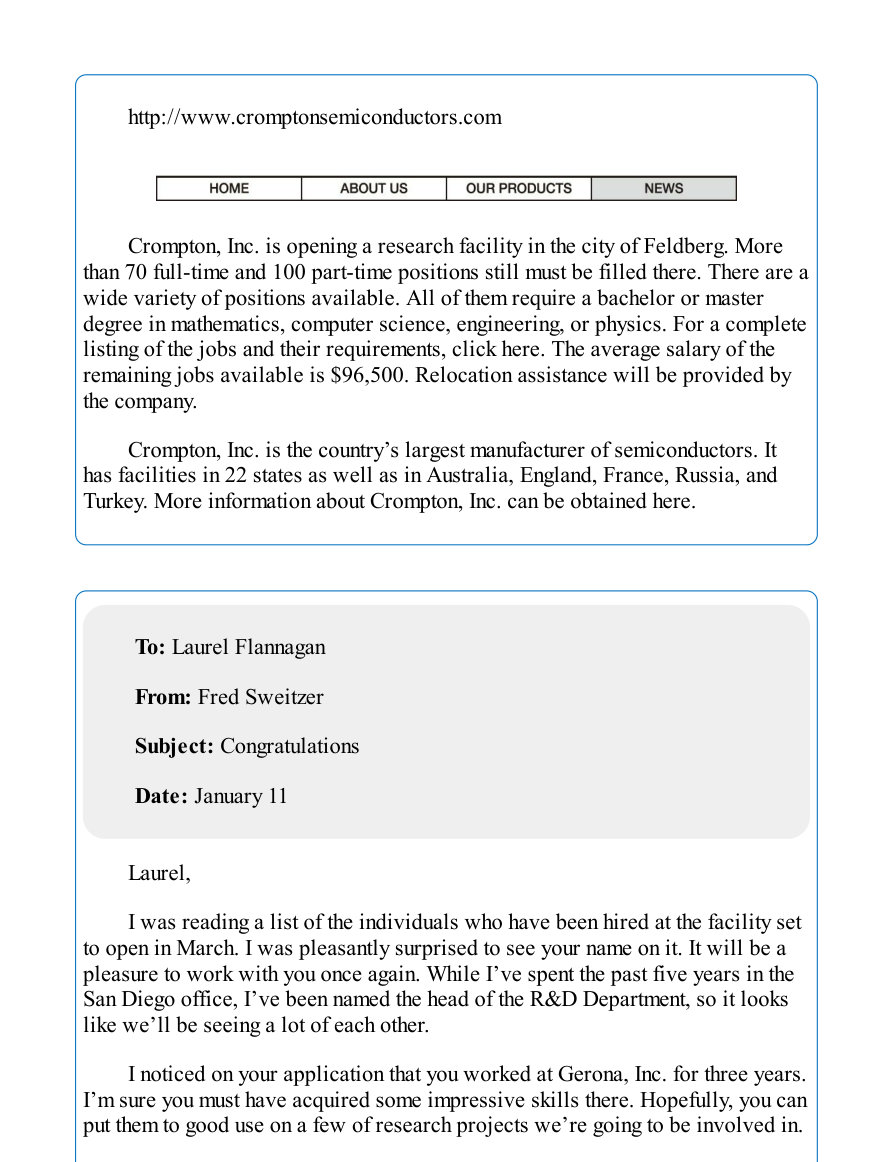 http://www.cromptonsemiconductors.com
HOME ABOUT US OUR PRODUCTS NEWS
Crompton, Inc. is opening a research facility in the city of Feldberg. More
than 70 full-time and 100 part-time positions still must be filled there. There are a
wide variety of positions available. All of them require a bachelor or master
degree in mathematics, computer science, engineering, or physics. For a complete
listing of the jobs and their requirements, click here. The average salary of the
remaining jobs available is $96,500. Relocation assistance will be provided by
the company.
Crompton, Inc. is the country’s largest manufacturer of semiconductors. It
has facilities in 22 states as well as in Australia, England, France, Russia, and
Turkey. More information about Crompton, Inc. can be obtained here.
To: Laurel Flannagan
From: Fred Sweitzer
Subject: Congratulations
Date: January 11
Laurel,
I was reading a list of the individuals who have been hired at the facility set
to open in March. I was pleasantly surprised to see your name on it. It will be a
pleasure to work with you once again. While I’ve spent the past five years in the
San Diego office, I’ve been named the head of the R&D Department, so it looks
like we’ll be seeing a lot of each other.
I noticed on your application that you worked at Gerona, Inc. for three years.
I’m sure you must have acquired some impressive skills there. Hopefully, you can
put them to good use on a few of research projects we’re going to be involved in.